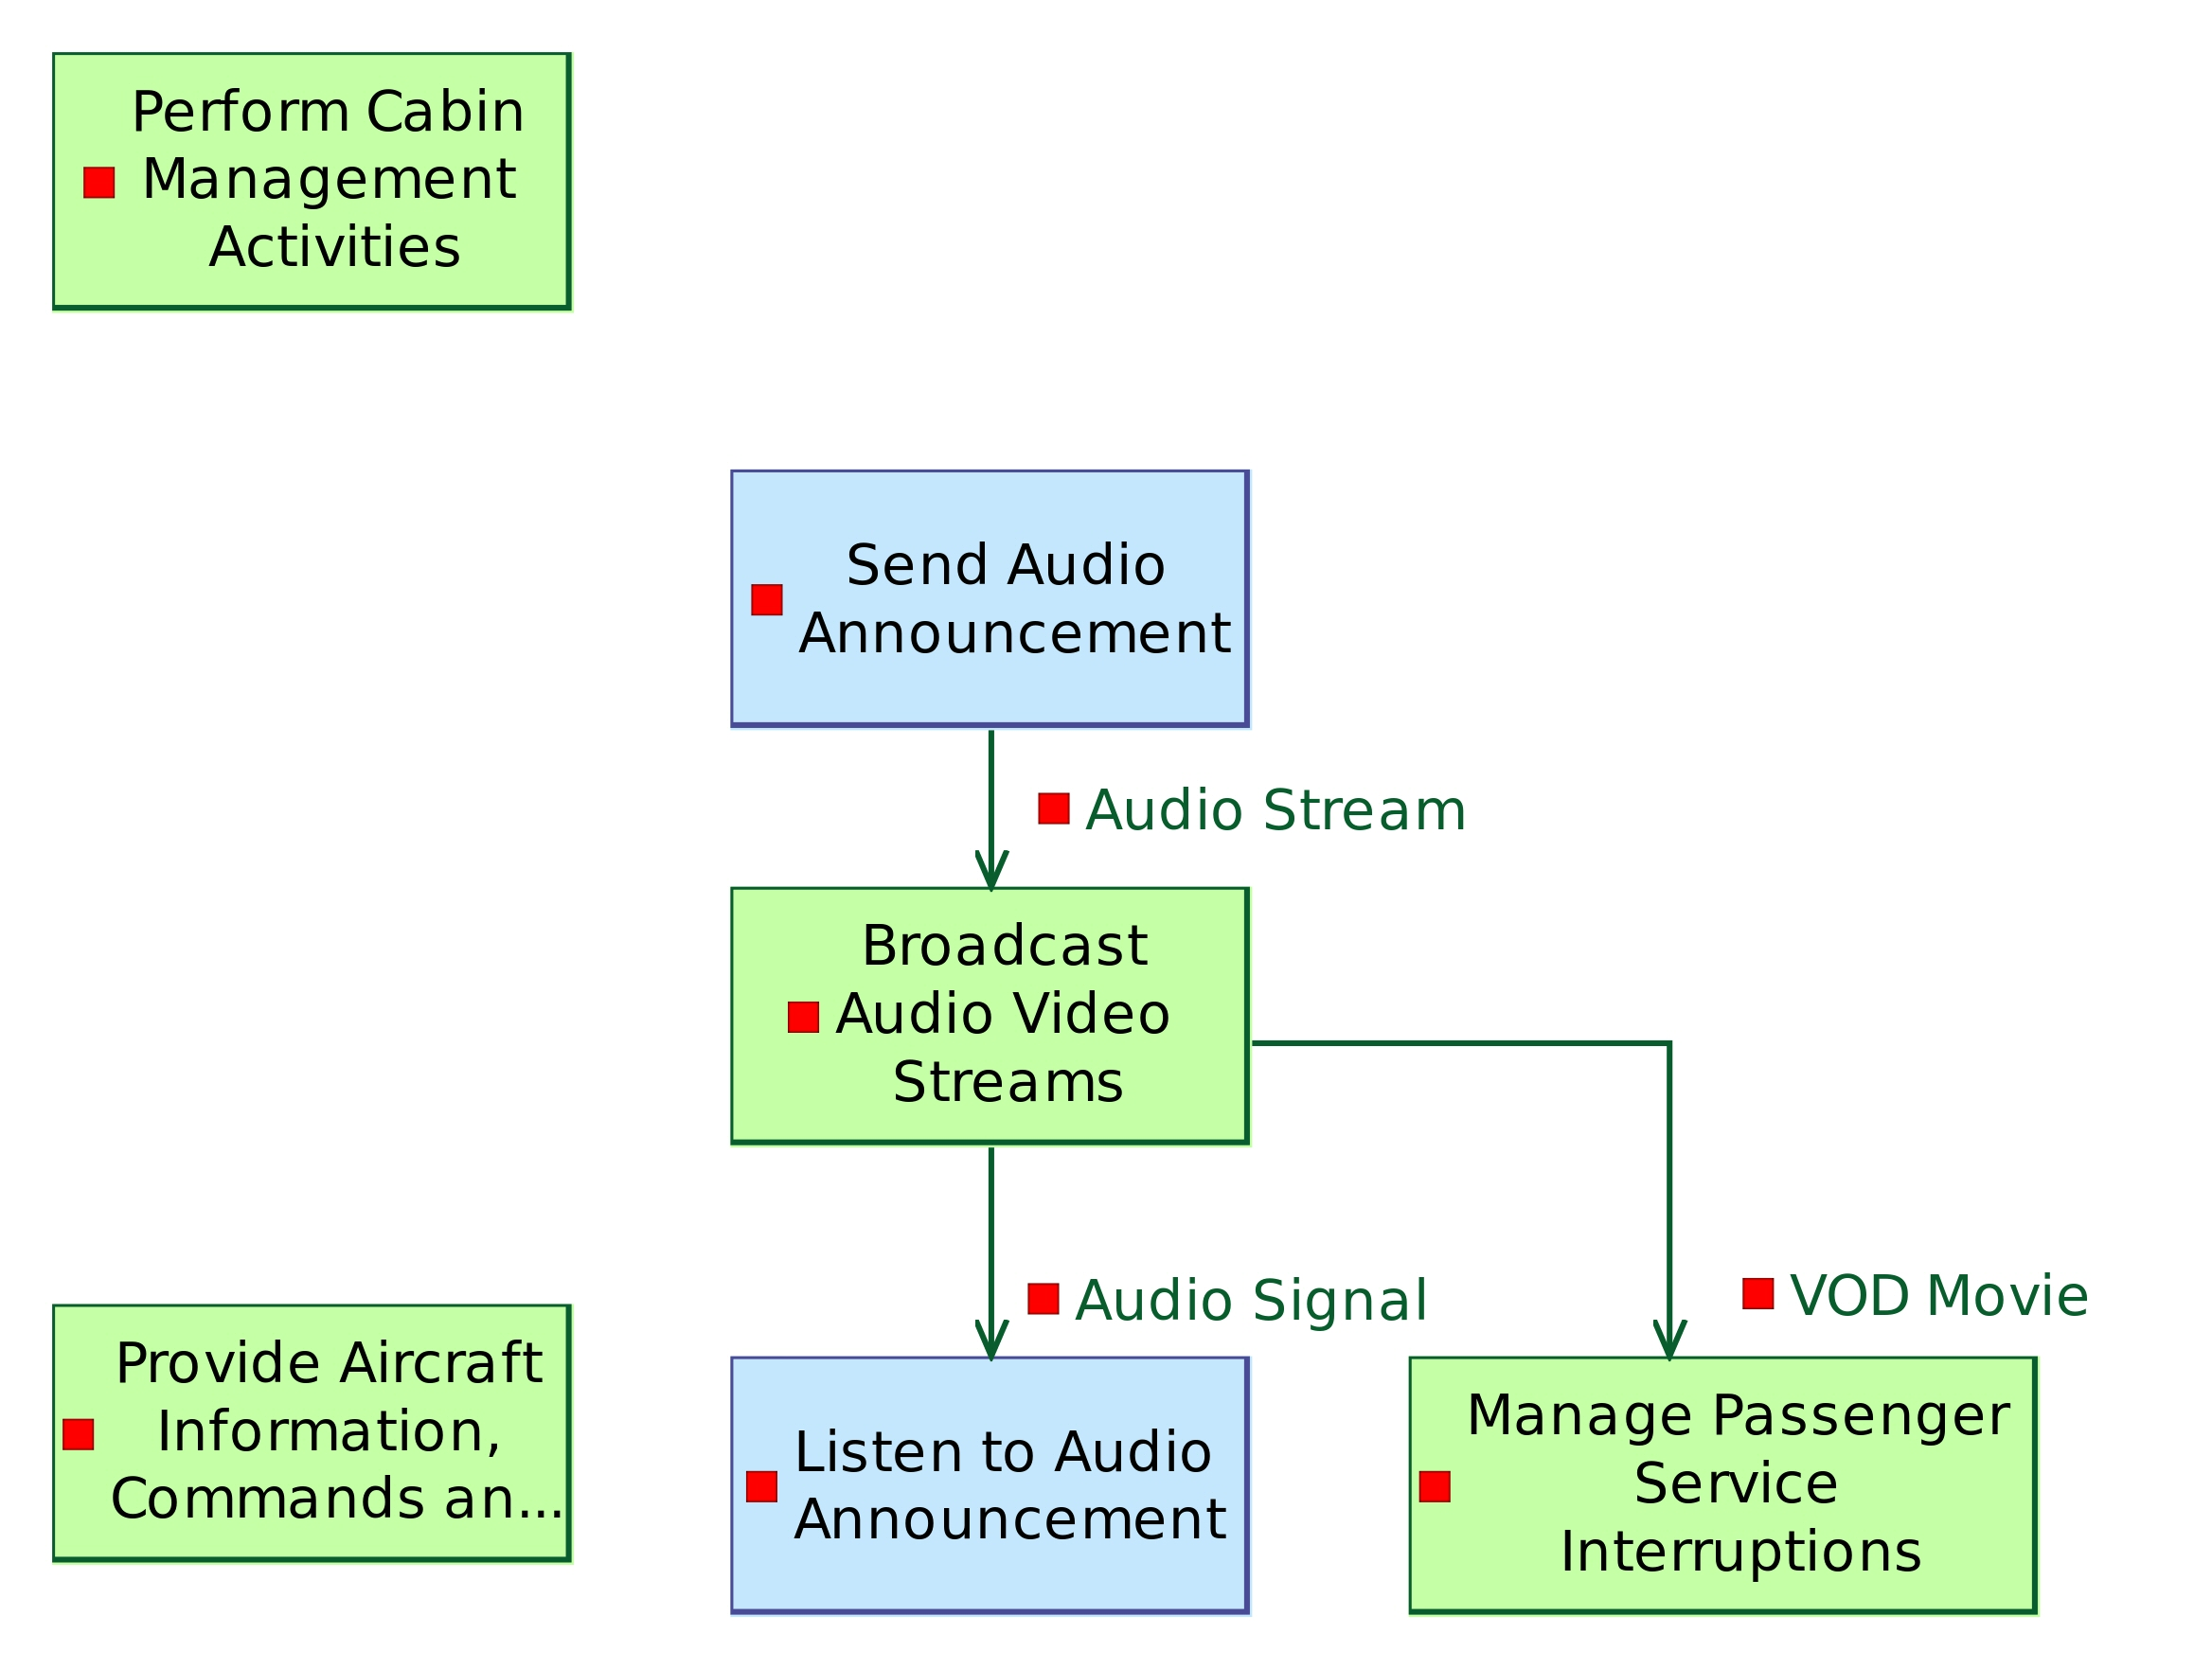 Perform Cabin
Management
Activities
Send Audio
Announcement
Audio Stream
Broadcast
Audio Video
Streams
Audio Signal
VOD Movie
Provide Aircraft
Information,
Commands an...
Listen to Audio
Announcement
Manage Passenger
Service
Interruptions